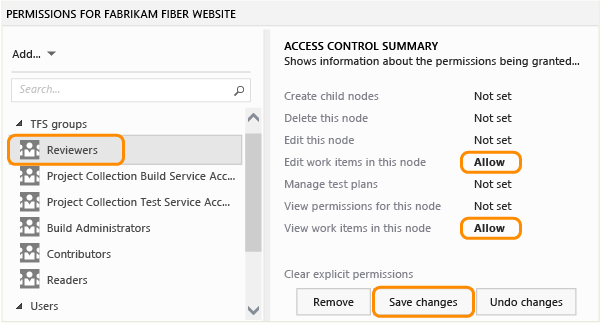 PERMISSIONS FOR FABRIKAM FIBER WEBSITE
Add...
Search...
TFS groups
Reviewers
Project Collection Build Service Acc...
Project Collection Test Service Acc...
Build Administrators
Contributors
Readers
Users
ACCESS CONTROL SUMMARY
Shows information about the permissions being granted...
Create child nodes Not set
Delete this node Not set
Edit this node Not set
Edit work items in this node Allow
Manage test plans Not set
View permissions for this node Not set
View work items in this node Allow
Clear explicit permissions
Remove Save changes Undo changes